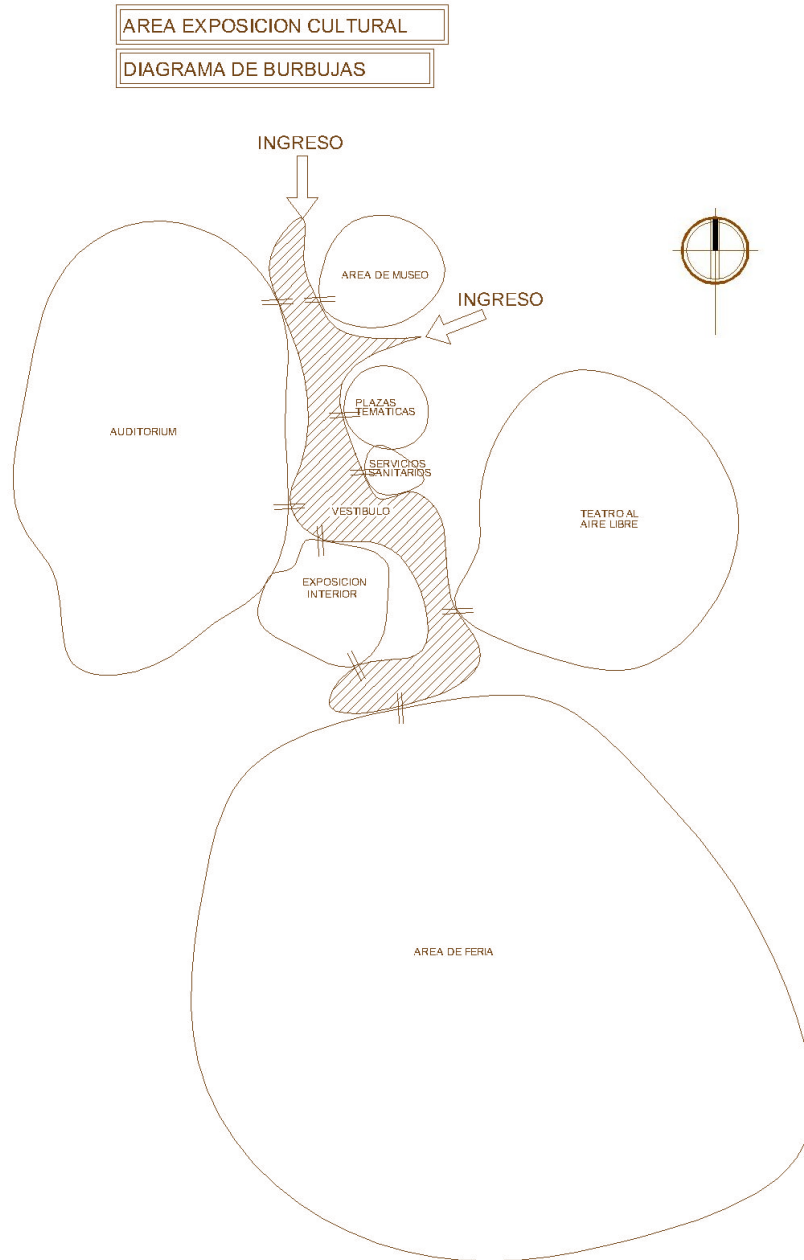 AREA EXPOSICION CULTURAL
DIAGRAMA DE BURBUJAS
INGRESO
AREA DE MUSEO
INGRESO
PLAZAS
TEMATICAS
AUDITORIUM
SERVICIOS
SANITARIOS
VESTIBULO
TEATRO AL
AIRE LIBRE
EXPOSICION
INTERIOR
AREA DE FERIA